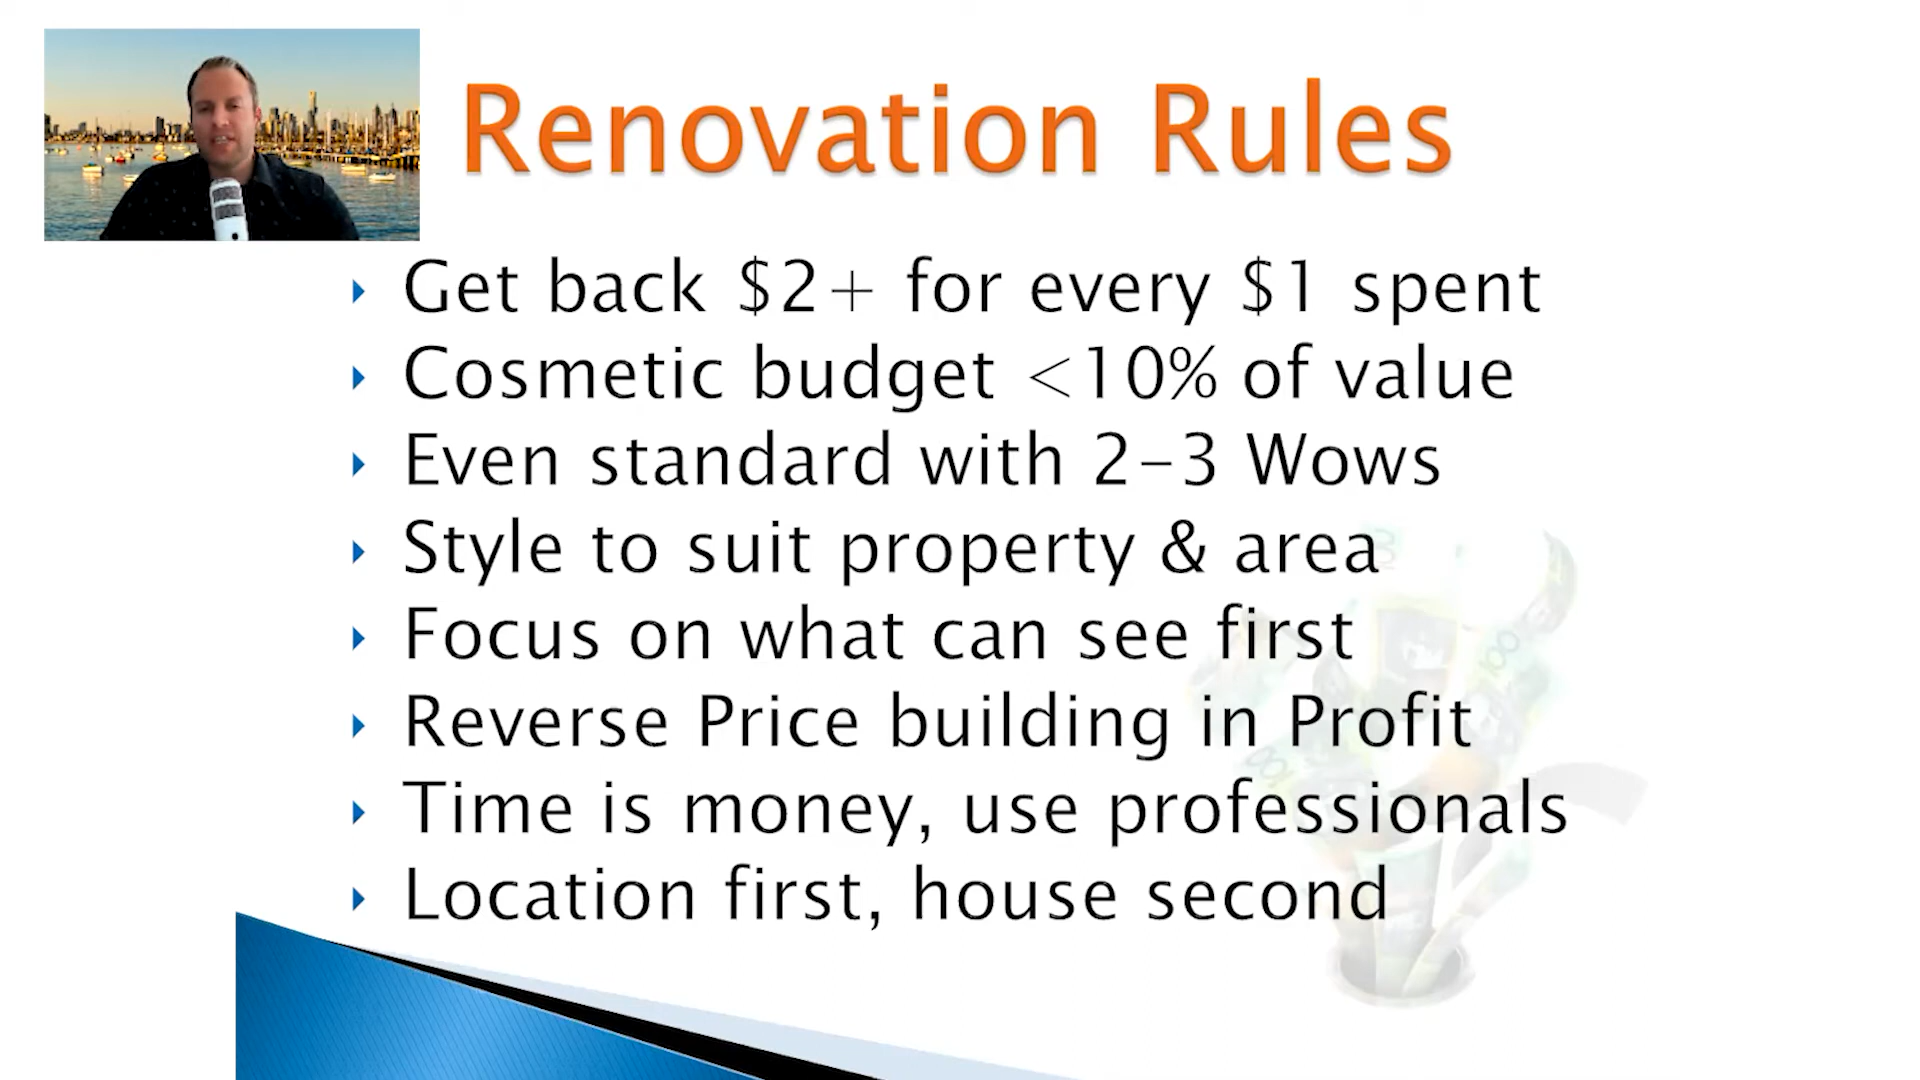 Renovation Rules
Get back $2+ for every $1 spent
Cosmetic budget <10% of value
Even standard with 2-3 Wows
Style to suit property & area
Focus on what can see first
Reverse Price building in Profit
Time is money, use professionals
Location first, house second
100
100